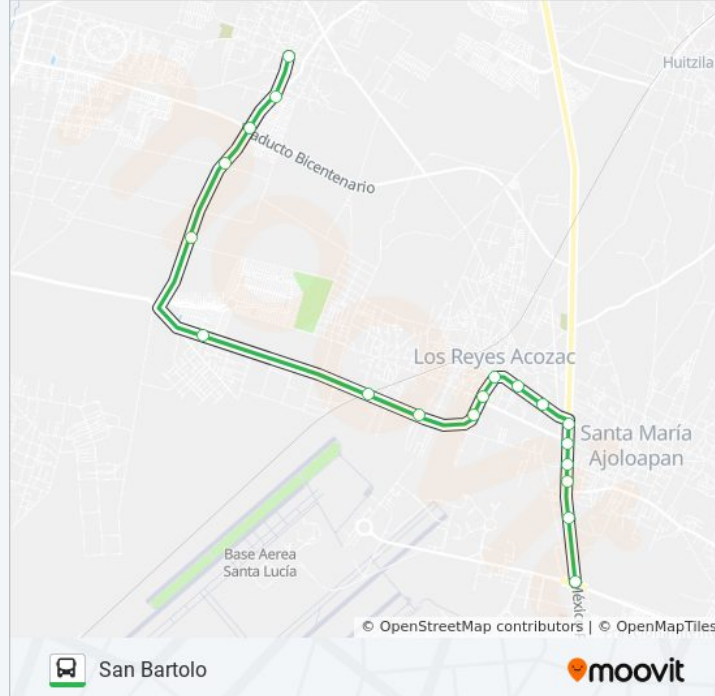 Huitzila
aducto Bicentenario
Los Reyes Acozac
Santa María
Ajoloapan
Base Aerea
Santa Lucía
Méxic
© OpenStreetMap contributors | © OpenMapTiles
San Bartolo
moovit